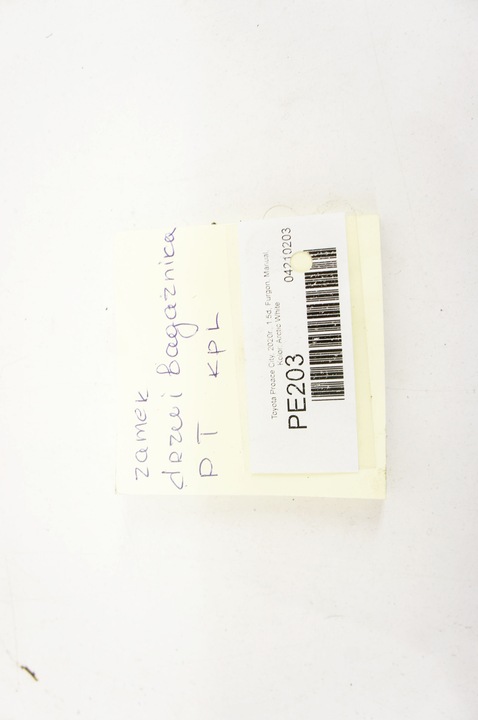 zamek
drzwi bagażnika
PT KPL
Toyota Proace City, 2020r., 1.5d, Furgon, Manual,
Kolor: Arctic White
PE203
04210203